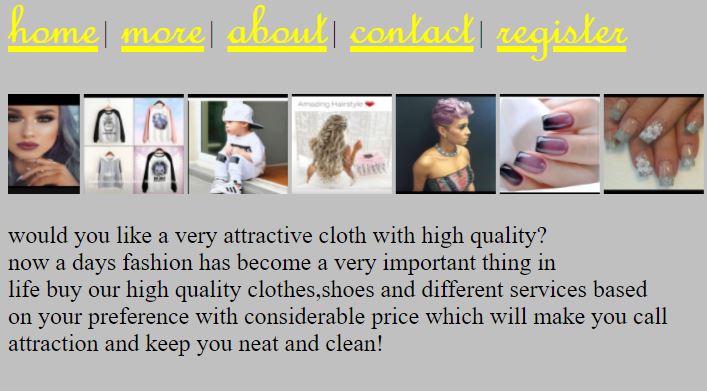 home| more| about| contact| register
Amazing Hairstyle
would you like a very attractive cloth with high quality?
now a days fashion has become a very important thing in
life buy our high quality clothes,shoes and different services based
on your preference with considerable price which will make you call
attraction and keep you neat and clean!